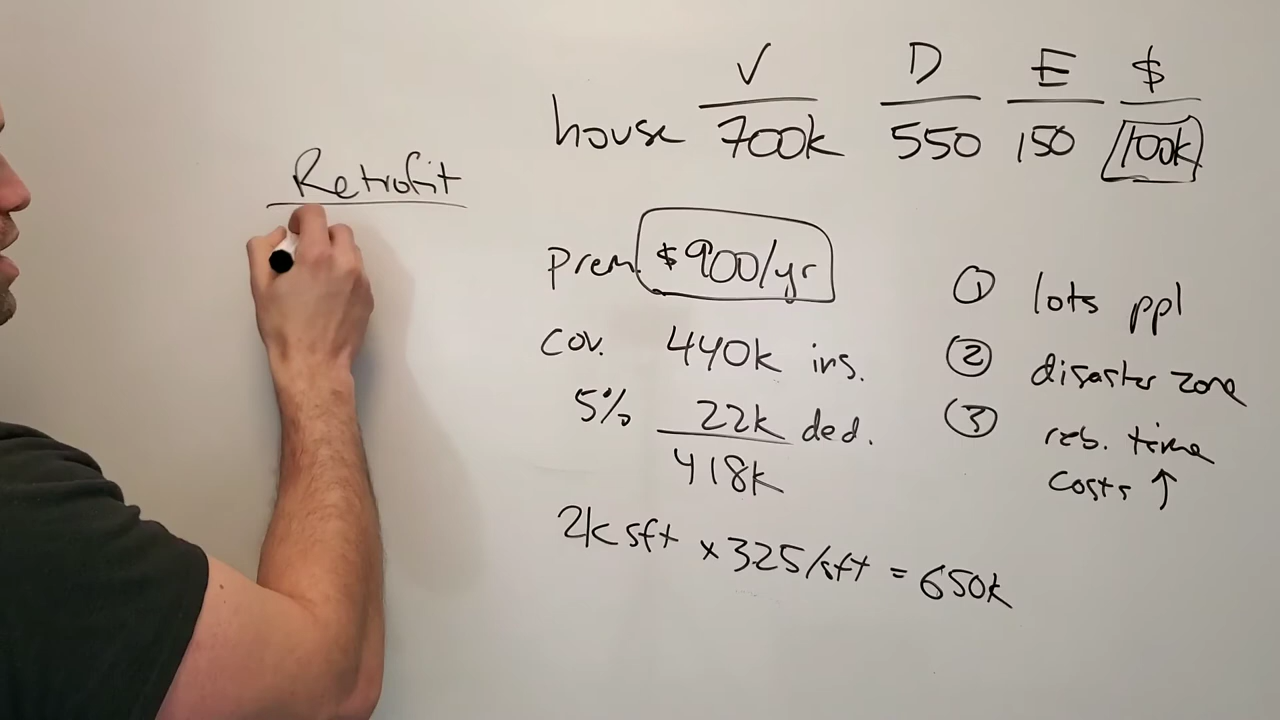 Retrofit
V D E $
house 700k 550 150 100k
prem. $900/yr
cov. 440k ins.
5% 22k ded.
418k
2k sft × 325/sft = 650k
① lots ppl
② disaster zone
③ reb. time
costs ↑